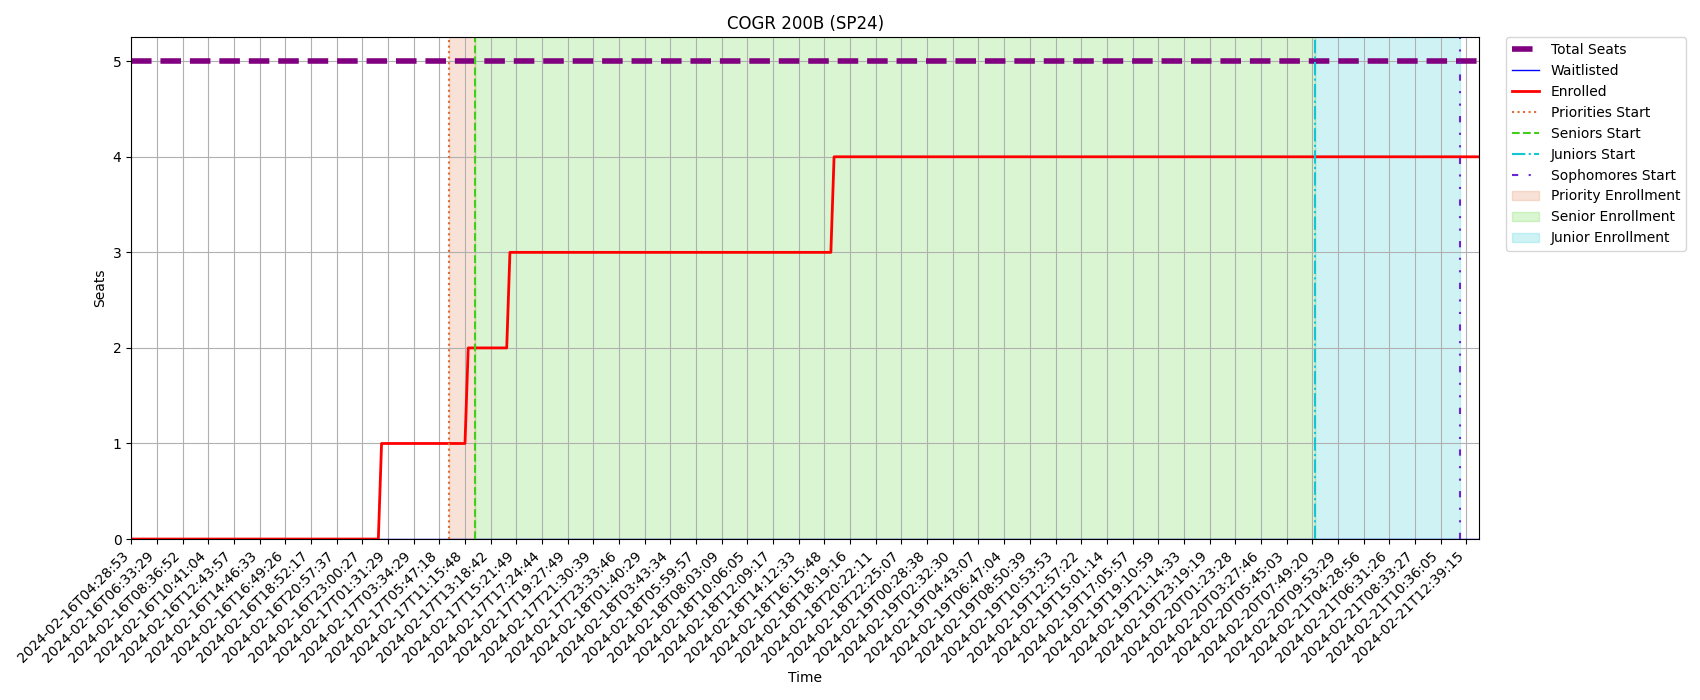 COGR 200B (SP24)
Seats
5
4
3
2
1
0
2024-02-16T04:28:53
2024-02-16T06:33:29
2024-02-16T08:36:52
2024-02-16T10:41:04
2024-02-16T12:43:57
2024-02-16T14:46:33
2024-02-16T16:49:26
2024-02-16T18:52:17
2024-02-16T20:57:37
2024-02-16T23:00:27
2024-02-17T01:31:29
2024-02-17T03:34:29
2024-02-17T05:47:18
2024-02-17T11:15:48
2024-02-17T13:18:42
2024-02-17T15:21:49
2024-02-17T17:24:44
2024-02-17T19:27:49
2024-02-17T21:30:39
2024-02-17T23:33:46
2024-02-18T01:40:29
2024-02-18T03:43:34
2024-02-18T05:59:57
2024-02-18T08:03:09
2024-02-18T10:06:05
2024-02-18T12:09:17
2024-02-18T14:12:33
2024-02-18T16:15:48
2024-02-18T18:19:16
2024-02-18T20:22:11
2024-02-18T22:25:07
2024-02-19T00:28:38
2024-02-19T02:32:30
2024-02-19T04:43:07
2024-02-19T06:47:04
2024-02-19T08:50:39
2024-02-19T10:53:53
2024-02-19T12:57:22
2024-02-19T15:01:14
2024-02-19T17:05:57
2024-02-19T19:10:59
2024-02-19T21:14:33
2024-02-19T23:19:19
2024-02-20T01:23:28
2024-02-20T03:27:46
2024-02-20T05:45:03
2024-02-20T07:49:20
2024-02-20T09:53:29
2024-02-21T04:28:56
2024-02-21T06:31:26
2024-02-21T08:33:27
2024-02-21T10:36:05
2024-02-21T12:39:15
Time
Total Seats
Waitlisted
Enrolled
Priorities Start
Seniors Start
Juniors Start
Sophomores Start
Priority Enrollment
Senior Enrollment
Junior Enrollment